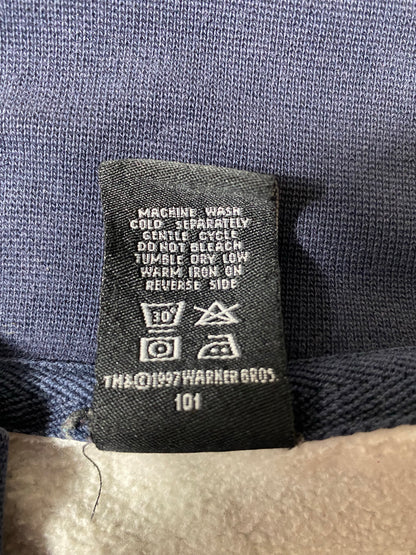 MACHINE WASH
COLD SEPARATELY
GENTLE CYCLE
DO NOT BLEACH
TUMBLE DRY LOW
WARM IRON ON
REVERSE SIDE
30°
TM&©1997 WARNER BROS.
101